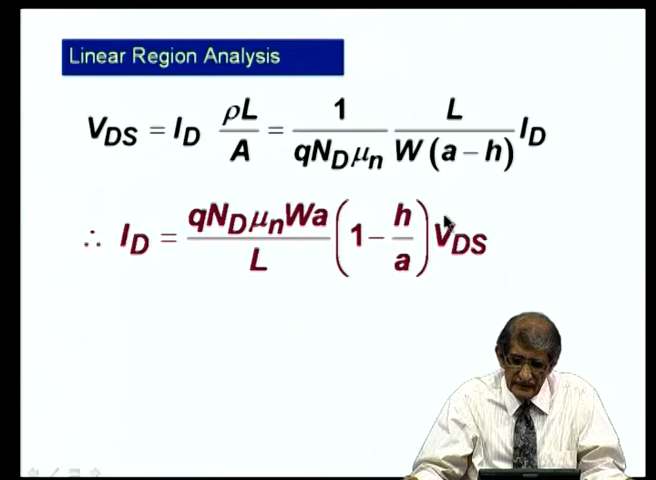 Linear Region Analysis
V_DS = I_D ρL/A = 1/(qN_Dμ_n) L/(W(a−h)) I_D
∴ I_D = (qN_Dμ_nWa)/L (1 − h/a) V_DS